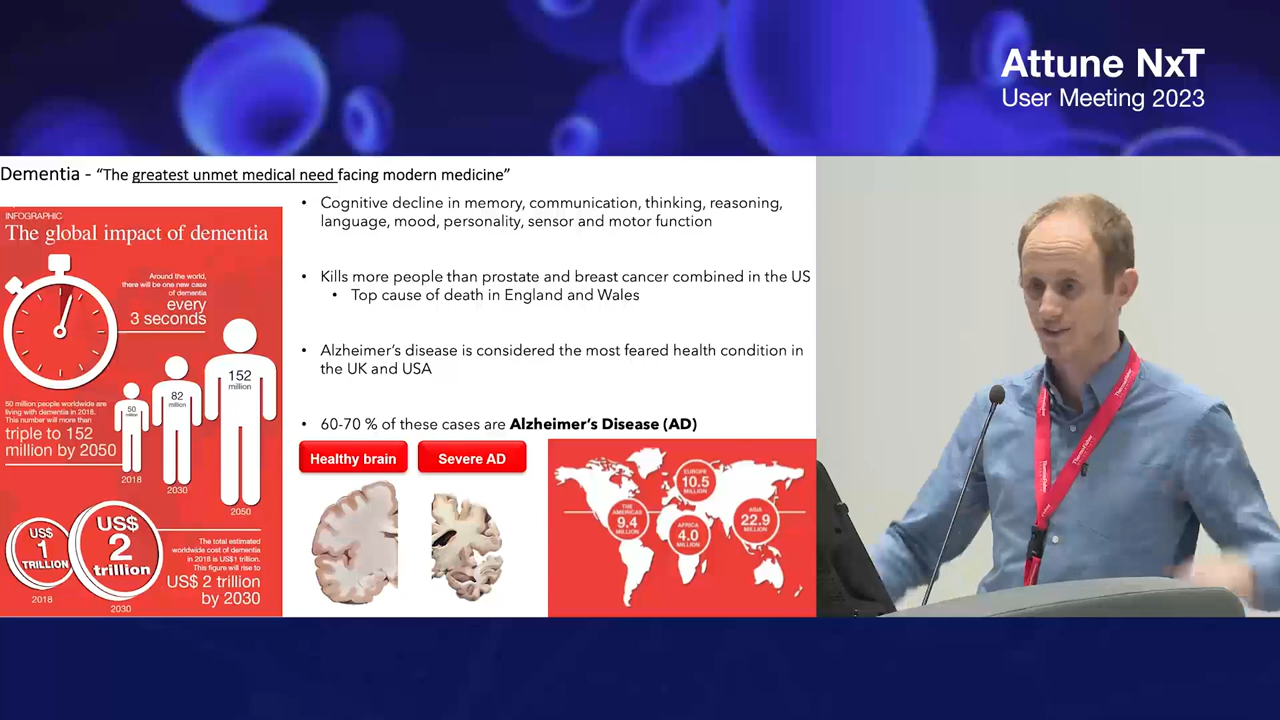 Attune NxT
User Meeting 2023
Dementia - “The greatest unmet medical need facing modern medicine”
INFOGRAPHIC
The global impact of dementia
Around the world,
there will be one new case
of dementia
every
3 seconds
50 million people worldwide are
living with dementia in 2018.
This number will more than
triple to 152
million by 2050
50
million
2018
82
million
2030
152
million
2050
US$
1
TRILLION
2018
US$
2
trillion
2030
The total estimated
worldwide cost of dementia
in 2018 is US$1 trillion.
This figure will rise to
US$ 2 trillion
by 2030
• Cognitive decline in memory, communication, thinking, reasoning,
language, mood, personality, sensor and motor function
• Kills more people than prostate and breast cancer combined in the US
• Top cause of death in England and Wales
• Alzheimer’s disease is considered the most feared health condition in
the UK and USA
• 60-70 % of these cases are Alzheimer’s Disease (AD)
Healthy brain
Severe AD
THE
AMERICAS
9.4
MILLION
EUROPE
10.5
MILLION
AFRICA
4.0
MILLION
ASIA
22.9
MILLION
ThermoFisher